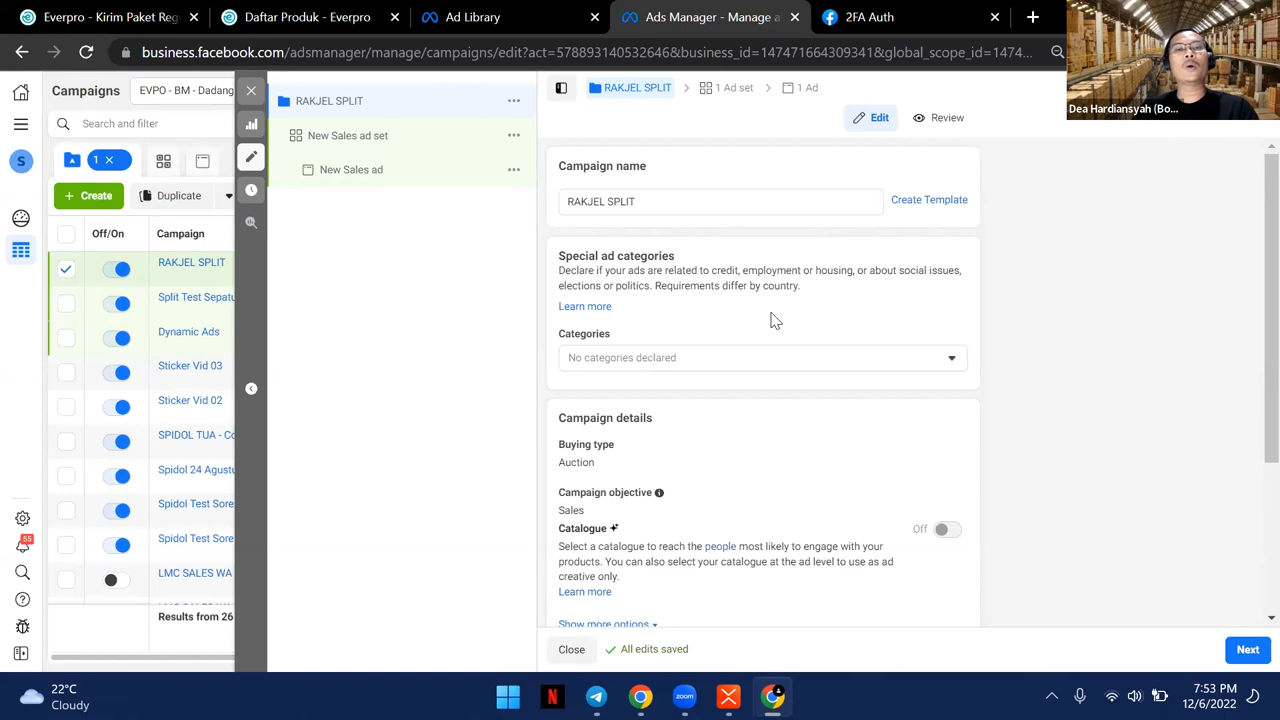 Everpro - Kirim Paket Reg
Daftar Produk - Everpro
Ad Library
Ads Manager - Manage a
2FA Auth
business.facebook.com/adsmanager/manage/campaigns/edit?act=578893140532646&business_id=147471664309341&global_scope_id=1474...
Dea Hardiansyah (Bo...
Campaigns
EVPO - BM - Dadang
Search and filter
1
Create
Duplicate
Off/On
Campaign
RAKJEL SPLIT
Split Test Sepatu
Dynamic Ads
Sticker Vid 03
Sticker Vid 02
SPIDOL TUA - Co
Spidol 24 Agustu
Spidol Test Sore
Spidol Test Sore
LMC SALES WA
Results from 26
S
55
RAKJEL SPLIT
New Sales ad set
New Sales ad
RAKJEL SPLIT
1 Ad set
1 Ad
Edit
Review
Campaign name
RAKJEL SPLIT
Create Template
Special ad categories
Declare if your ads are related to credit, employment or housing, or about social issues,
elections or politics. Requirements differ by country.
Learn more
Categories
No categories declared
Campaign details
Buying type
Auction
Campaign objective
Sales
Catalogue
Off
Select a catalogue to reach the people most likely to engage with your
products. You can also select your catalogue at the ad level to use as ad
creative only.
Learn more
Show more options
Close
All edits saved
Next
22°C
Cloudy
zoom
7:53 PM
12/6/2022